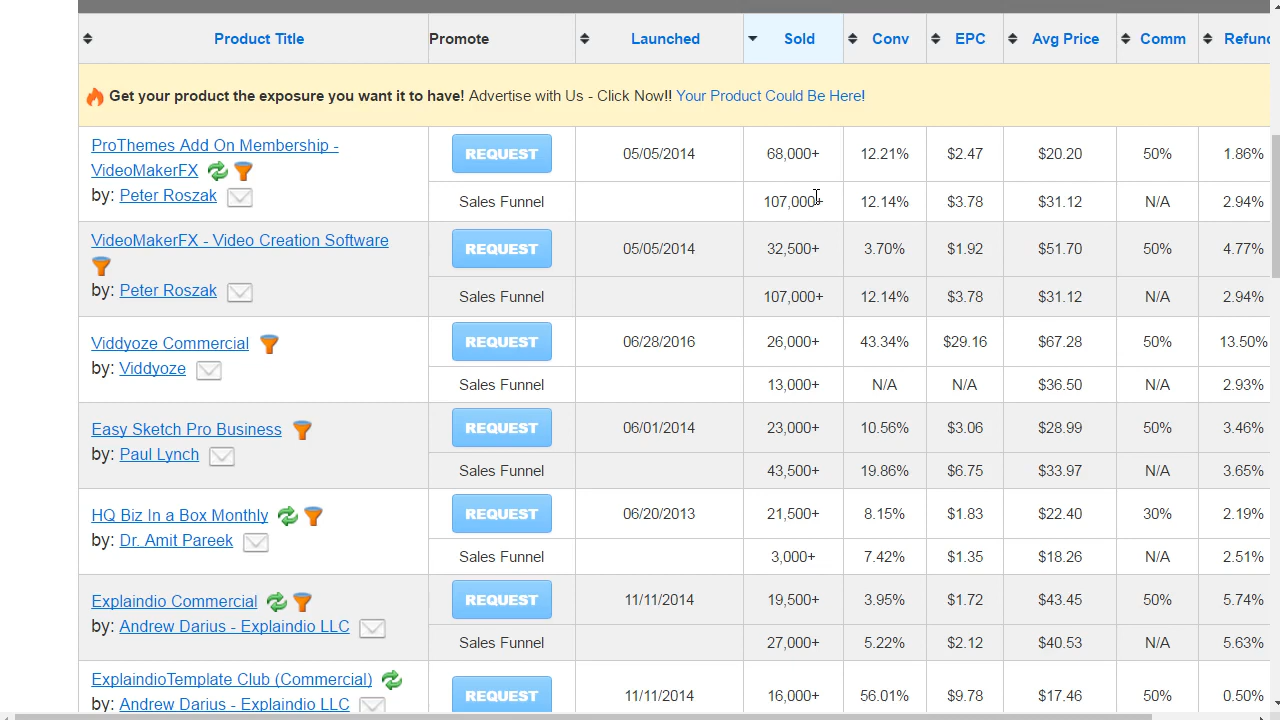 Product Title Promote Launched Sold Conv EPC Avg Price Comm Refund
Get your product the exposure you want it to have! Advertise with Us - Click Now!! Your Product Could Be Here!
ProThemes Add On Membership -
VideoMakerFX
by: Peter Roszak
REQUEST 05/05/2014 68,000+ 12.21% $2.47 $20.20 50% 1.86%
Sales Funnel 107,000+ 12.14% $3.78 $31.12 N/A 2.94%
VideoMakerFX - Video Creation Software
by: Peter Roszak
REQUEST 05/05/2014 32,500+ 3.70% $1.92 $51.70 50% 4.77%
Sales Funnel 107,000+ 12.14% $3.78 $31.12 N/A 2.94%
Viddyoze Commercial
by: Viddyoze
REQUEST 06/28/2016 26,000+ 43.34% $29.16 $67.28 50% 13.50%
Sales Funnel 13,000+ N/A N/A $36.50 N/A 2.93%
Easy Sketch Pro Business
by: Paul Lynch
REQUEST 06/01/2014 23,000+ 10.56% $3.06 $28.99 50% 3.46%
Sales Funnel 43,500+ 19.86% $6.75 $33.97 N/A 3.65%
HQ Biz In a Box Monthly
by: Dr. Amit Pareek
REQUEST 06/20/2013 21,500+ 8.15% $1.83 $22.40 30% 2.19%
Sales Funnel 3,000+ 7.42% $1.35 $18.26 N/A 2.51%
Explaindio Commercial
by: Andrew Darius - Explaindio LLC
REQUEST 11/11/2014 19,500+ 3.95% $1.72 $43.45 50% 5.74%
Sales Funnel 27,000+ 5.22% $2.12 $40.53 N/A 5.63%
ExplaindioTemplate Club (Commercial)
by: Andrew Darius - Explaindio LLC
REQUEST 11/11/2014 16,000+ 56.01% $9.78 $17.46 50% 0.50%